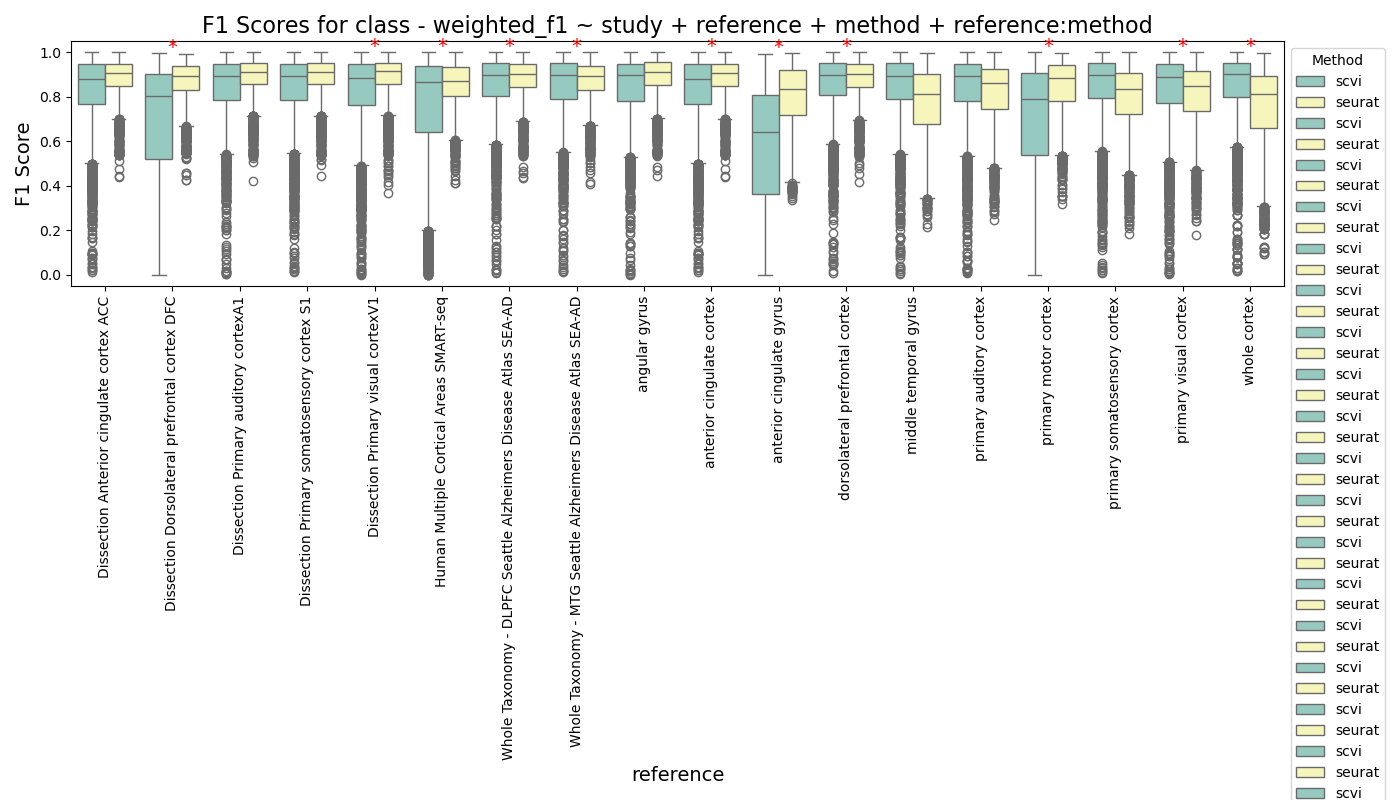 F1 Scores for class - weighted_f1 ~ study + reference + method + reference:method
* * * * * * * * * * *
F1 Score
1.0
0.8
0.6
0.4
0.2
0.0
Dissection Anterior cingulate cortex ACC
Dissection Dorsolateral prefrontal cortex DFC
Dissection Primary auditory cortexA1
Dissection Primary somatosensory cortex S1
Dissection Primary visual cortexV1
Human Multiple Cortical Areas SMART-seq
Whole Taxonomy - DLPFC Seattle Alzheimers Disease Atlas SEA-AD
Whole Taxonomy - MTG Seattle Alzheimers Disease Atlas SEA-AD
angular gyrus
anterior cingulate cortex
anterior cingulate gyrus
dorsolateral prefrontal cortex
middle temporal gyrus
primary auditory cortex
primary motor cortex
primary somatosensory cortex
primary visual cortex
whole cortex
reference
Method
scvi
seurat
scvi
seurat
scvi
seurat
scvi
seurat
scvi
seurat
scvi
seurat
scvi
seurat
scvi
seurat
scvi
seurat
scvi
seurat
scvi
seurat
scvi
seurat
scvi
seurat
scvi
seurat
scvi
seurat
scvi
seurat
scvi
seurat
scvi